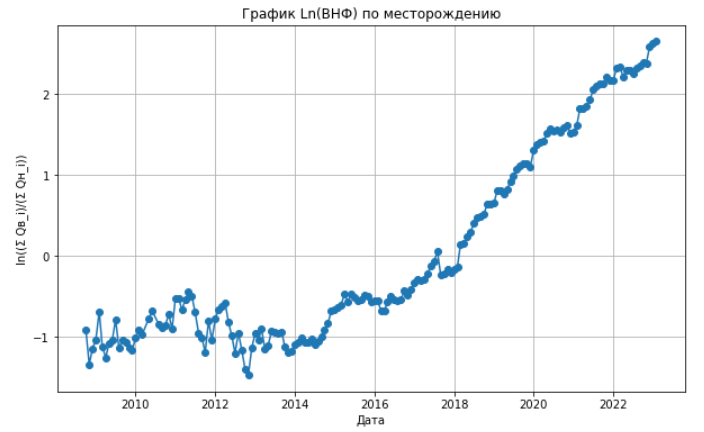 График Ln(ВНФ) по месторождению
ln((Σ Qв_i)/(Σ Qн_i))
2
1
0
−1
2010 2012 2014 2016 2018 2020 2022
Дата